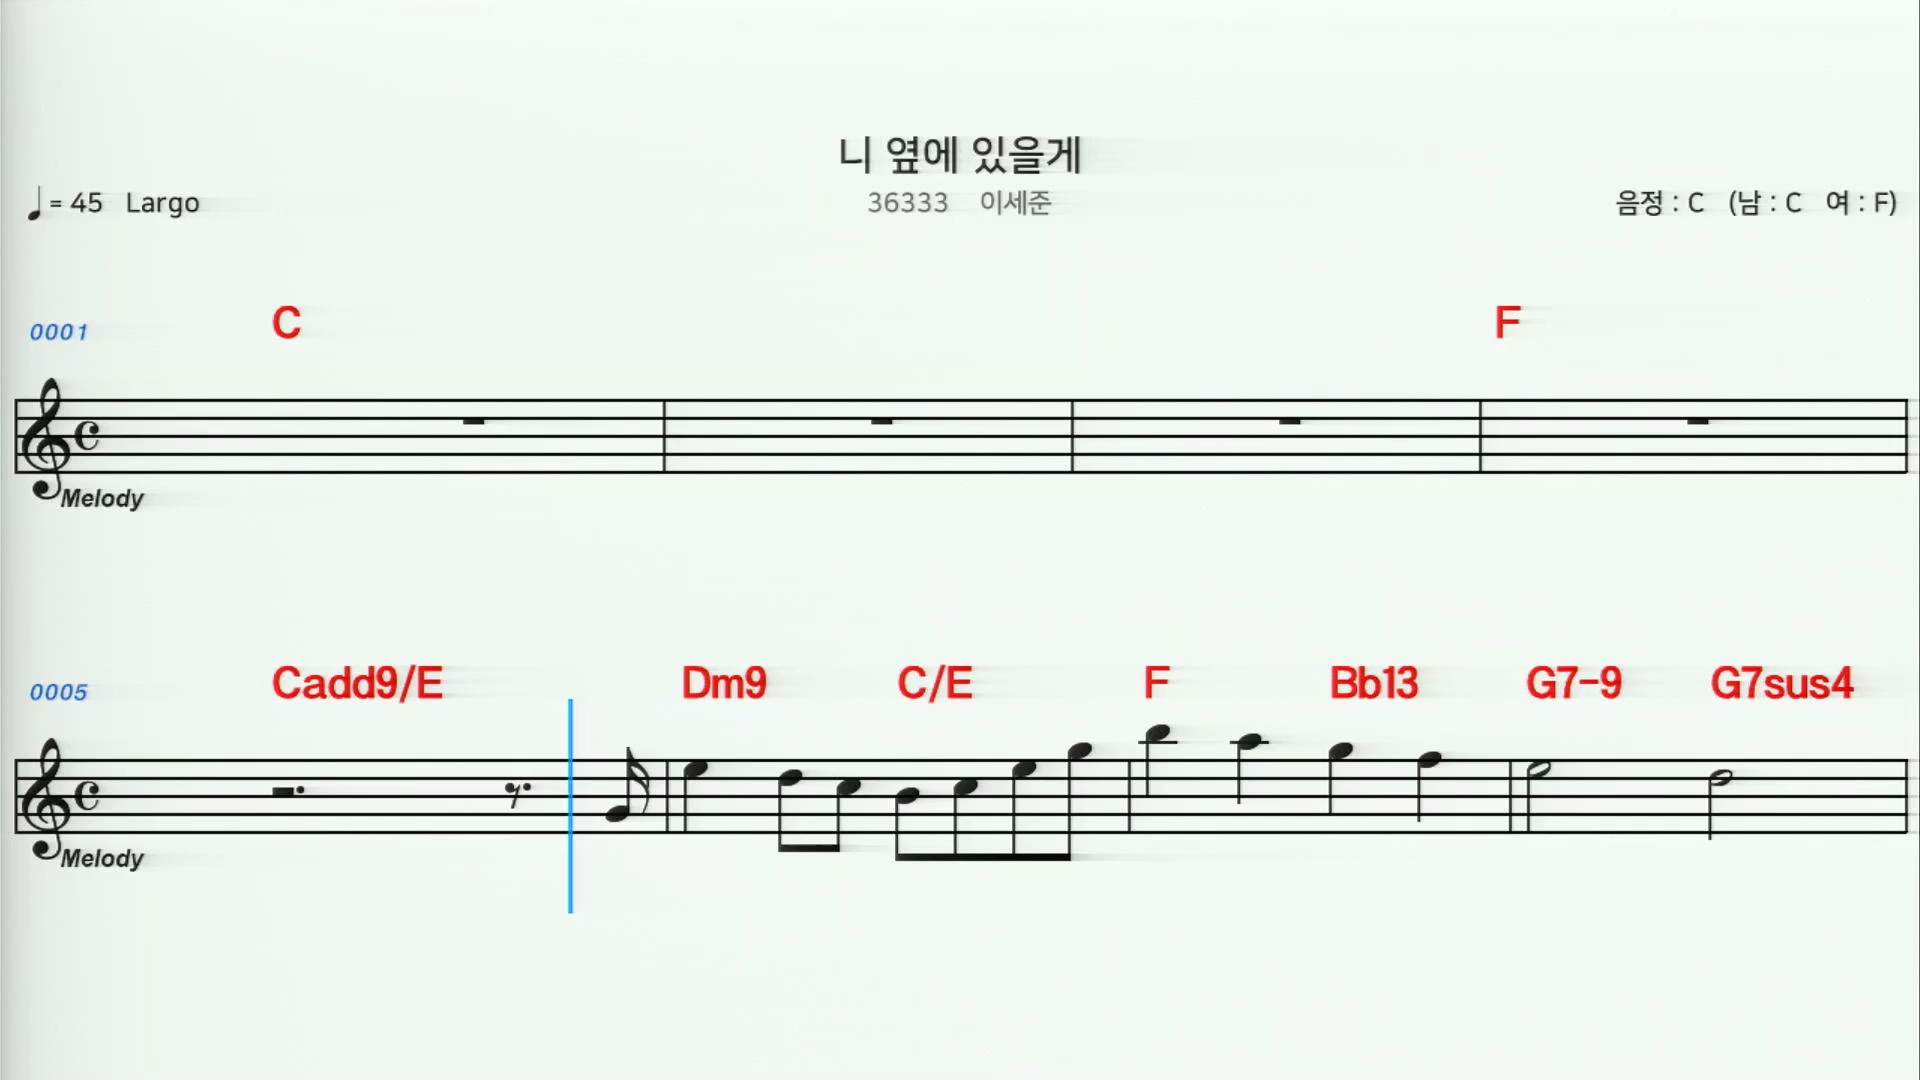 니 옆에 있을게
♩= 45 Largo 36333 이세준 음정 : C (남 : C 여 : F)
0001 C F
Melody
0005 Cadd9/E Dm9 C/E F Bb13 G7-9 G7sus4
Melody